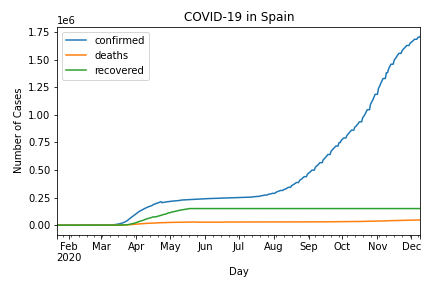 COVID-19 in Spain
1e6
1.75
1.50
1.25
1.00
0.75
0.50
0.25
0.00
Number of Cases
confirmed
deaths
recovered
Feb Mar Apr May Jun Jul Aug Sep Oct Nov Dec
2020
Day